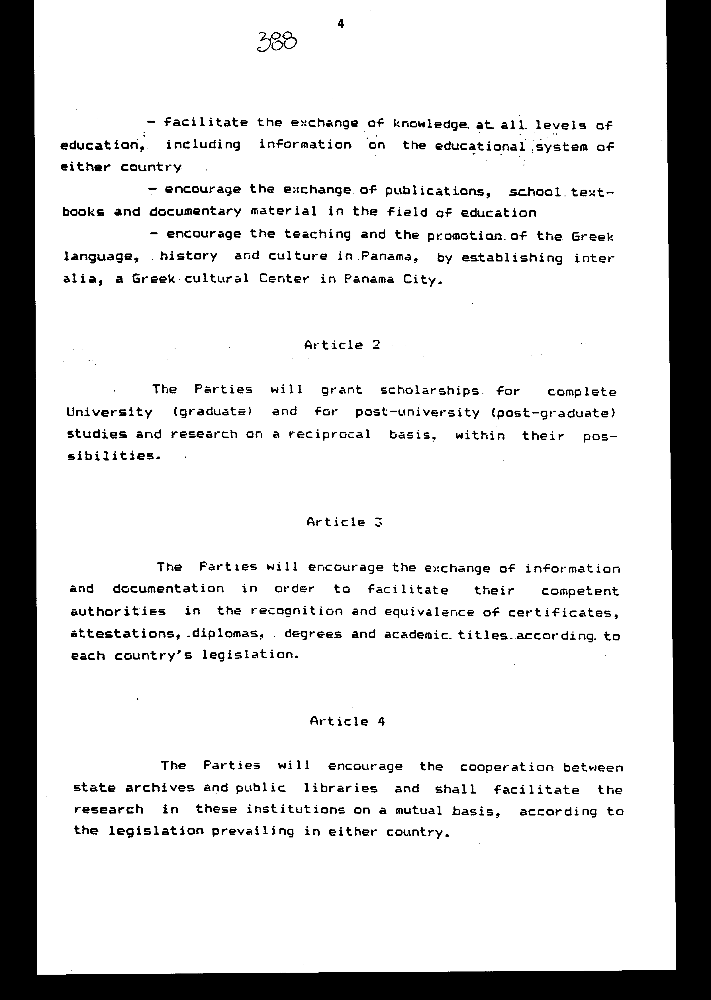 4
388
- facilitate the exchange of knowledge at all levels of
education, including information on the educational system of
either country
- encourage the exchange of publications, school text-
books and documentary material in the field of education
- encourage the teaching and the promotion of the Greek
language, history and culture in Panama, by establishing inter
alia, a Greek cultural Center in Panama City.
Article 2
The Parties will grant scholarships for complete
University (graduate) and for post-university (post-graduate)
studies and research on a reciprocal basis, within their pos-
sibilities.
Article 3
The Parties will encourage the exchange of information
and documentation in order to facilitate their competent
authorities in the recognition and equivalence of certificates,
attestations, diplomas, degrees and academic titles according to
each country's legislation.
Article 4
The Parties will encourage the cooperation between
state archives and public libraries and shall facilitate the
research in these institutions on a mutual basis, according to
the legislation prevailing in either country.